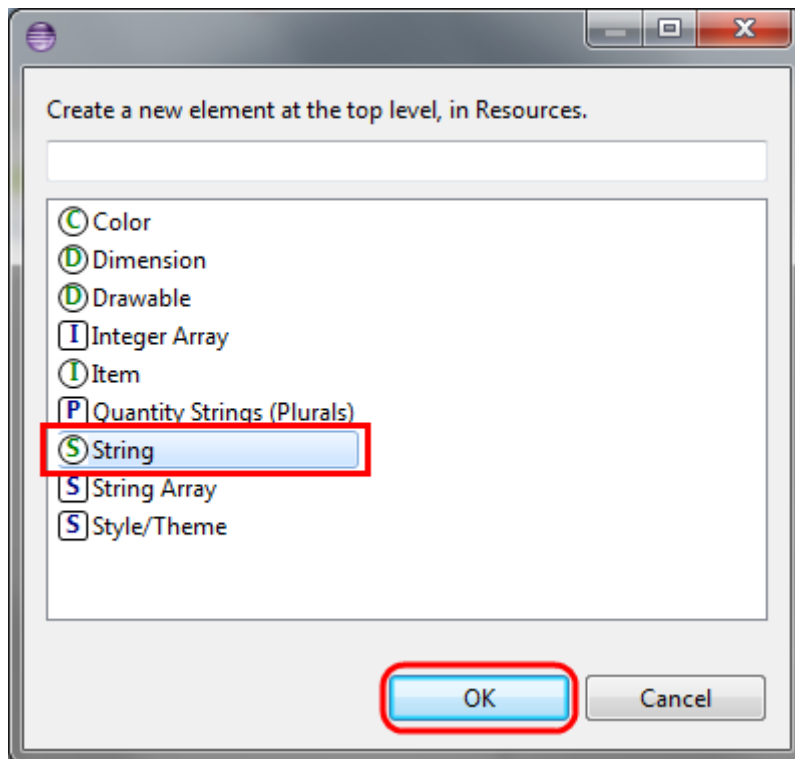 Create a new element at the top level, in Resources.
C Color
D Dimension
D Drawable
I Integer Array
I Item
P Quantity Strings (Plurals)
S String
S String Array
S Style/Theme
OK Cancel